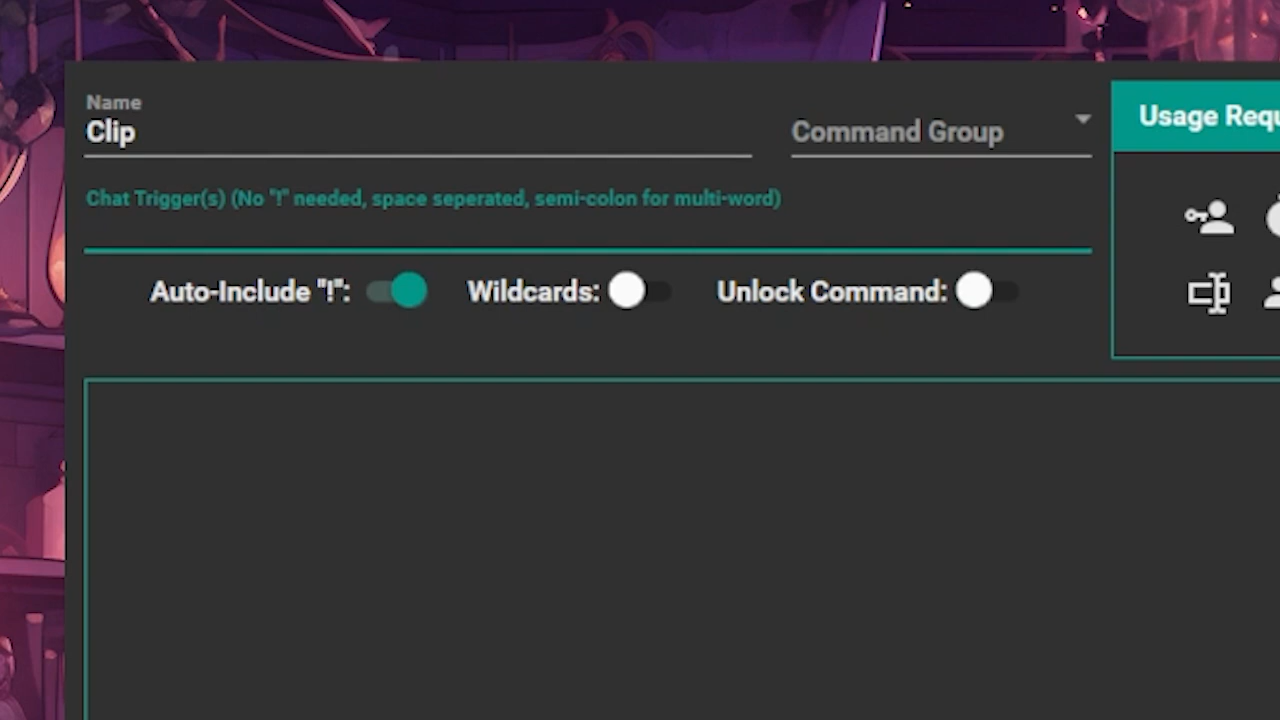 Name
Clip
Command Group
Usage Requ
Chat Trigger(s) (No "!" needed, space seperated, semi-colon for multi-word)
Auto-Include "!": Wildcards: Unlock Command: